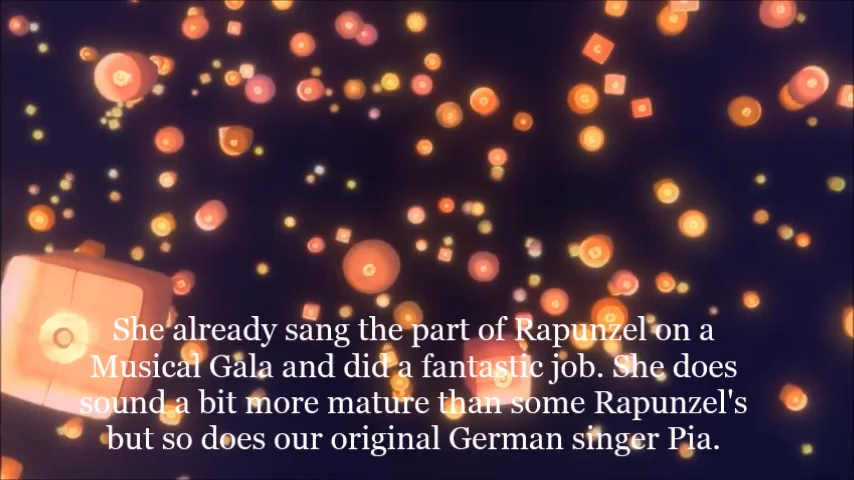 She already sang the part of Rapunzel on a
Musical Gala and did a fantastic job. She does
sound a bit more mature than some Rapunzel's
but so does our original German singer Pia.